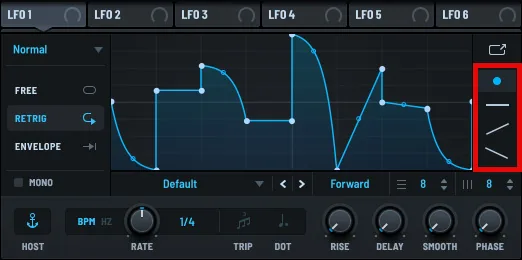 LFO 1 LFO 2 LFO 3 LFO 4 LFO 5 LFO 6
Normal
FREE
RETRIG
ENVELOPE
MONO
Default Forward 8 8
BPM HZ 1/4
HOST RATE TRIP DOT RISE DELAY SMOOTH PHASE